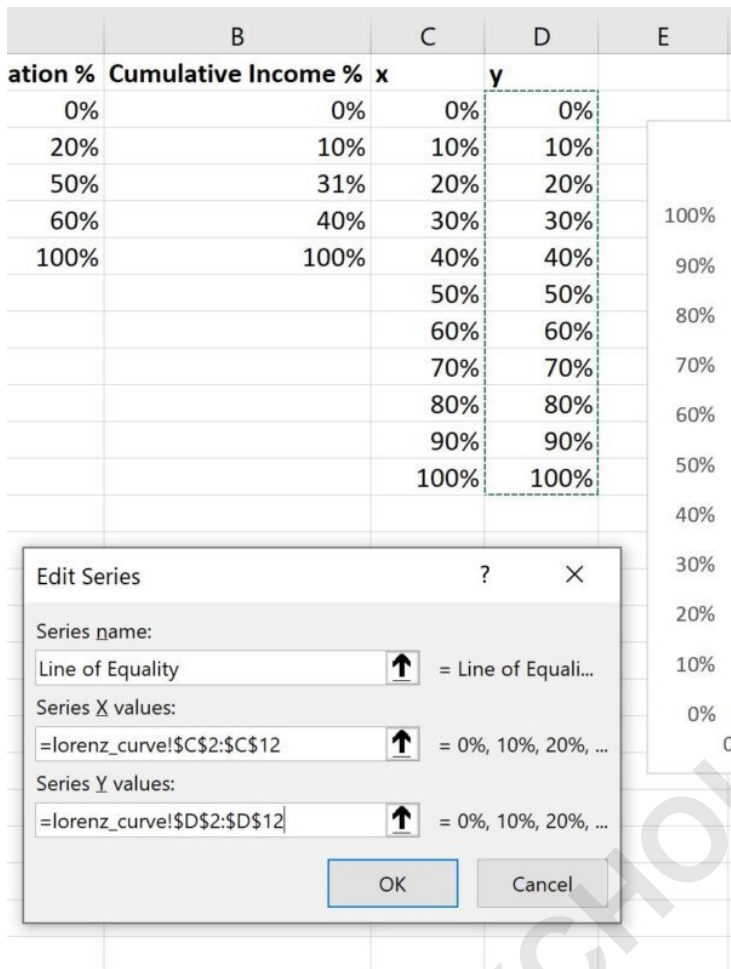 B C D E
ation % Cumulative Income % x y
0% 0% 0% 0%
20% 10% 10% 10%
50% 31% 20% 20%
60% 40% 30% 30%
100% 100% 40% 40%
50% 50%
60% 60%
70% 70%
80% 80%
90% 90%
100% 100%
100%
90%
80%
70%
60%
50%
40%
30%
20%
10%
0%
0
Edit Series ? ×
Series name:
Line of Equality = Line of Equali...
Series X values:
=lorenz_curve!$C$2:$C$12 = 0%, 10%, 20%, ...
Series Y values:
=lorenz_curve!$D$2:$D$12 = 0%, 10%, 20%, ...
OK Cancel